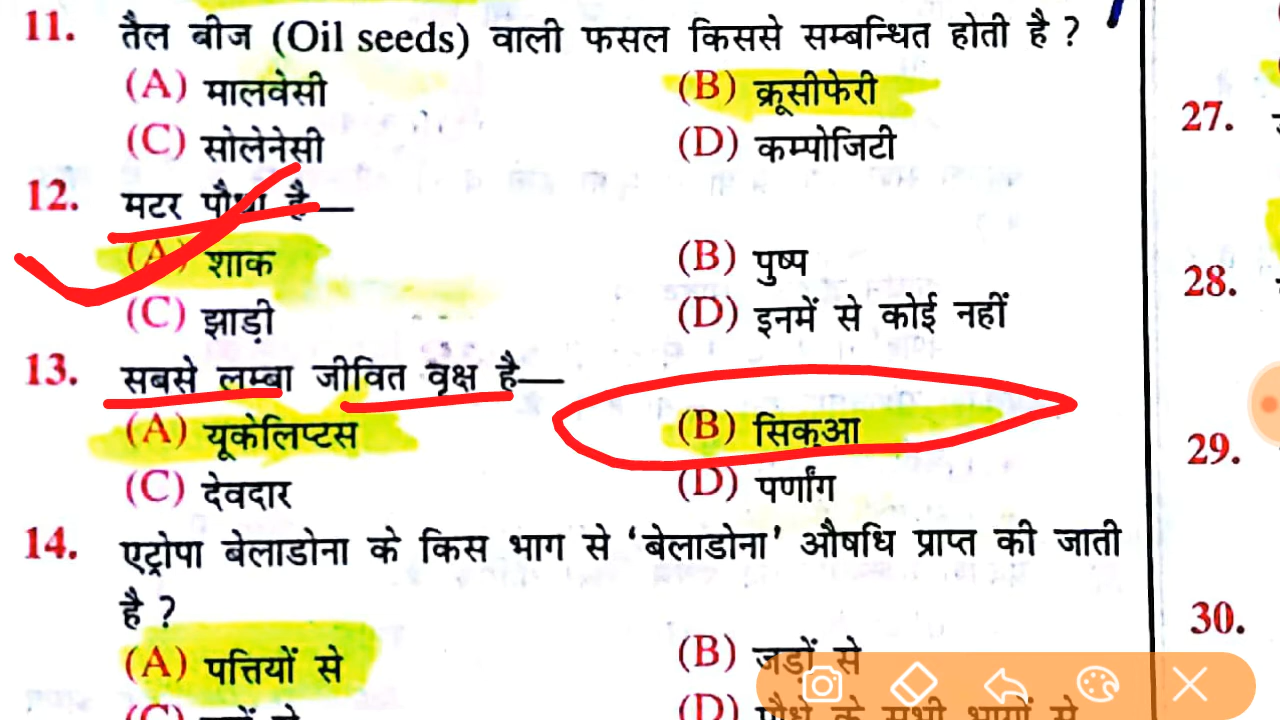 11. तैल बीज (Oil seeds) वाली फसल किससे सम्बन्धित होती है ?
(A) मालवेसी (B) क्रूसीफेरी
(C) सोलेनेसी (D) कम्पोजिटी
12. मटर पौधा है—
(A) शाक (B) पुष्प
(C) झाड़ी (D) इनमें से कोई नहीं
13. सबसे लम्बा जीवित वृक्ष है—
(A) यूकेलिप्टस (B) सिकुआ
(C) देवदार (D) पर्णांग
14. एट्रोपा बेलाडोना के किस भाग से ‘बेलाडोना’ औषधि प्राप्त की जाती
है ?
(A) पत्तियों से (B) जड़ों से
(C) (D) पौधे के सभी भागों से
27.
28.
29.
30.